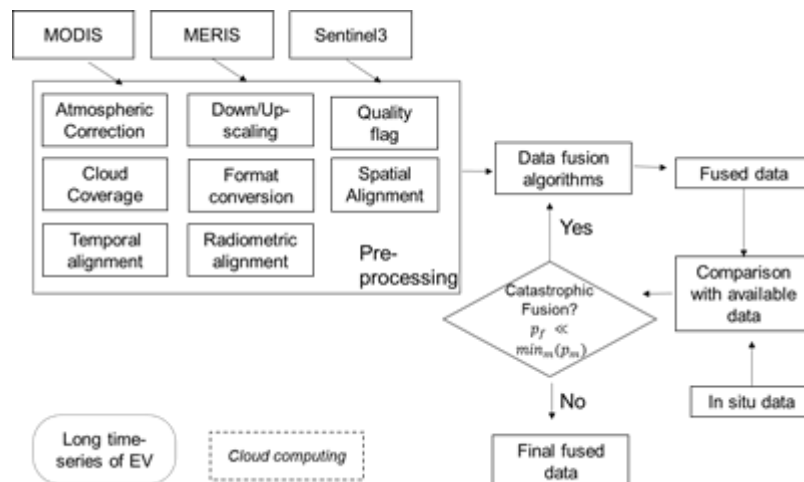 MODIS
MERIS
Sentinel3
Atmospheric
Correction
Down/Up-
scaling
Quality
flag
Cloud
Coverage
Format
conversion
Spatial
Alignment
Temporal
alignment
Radiometric
alignment
Pre-
processing
Data fusion
algorithms
Fused data
Yes
Comparison
with available
data
Catastrophic
Fusion?
p_f ≪
min_m(p_m)
In situ data
No
Final fused
data
Long time-
series of EV
Cloud computing